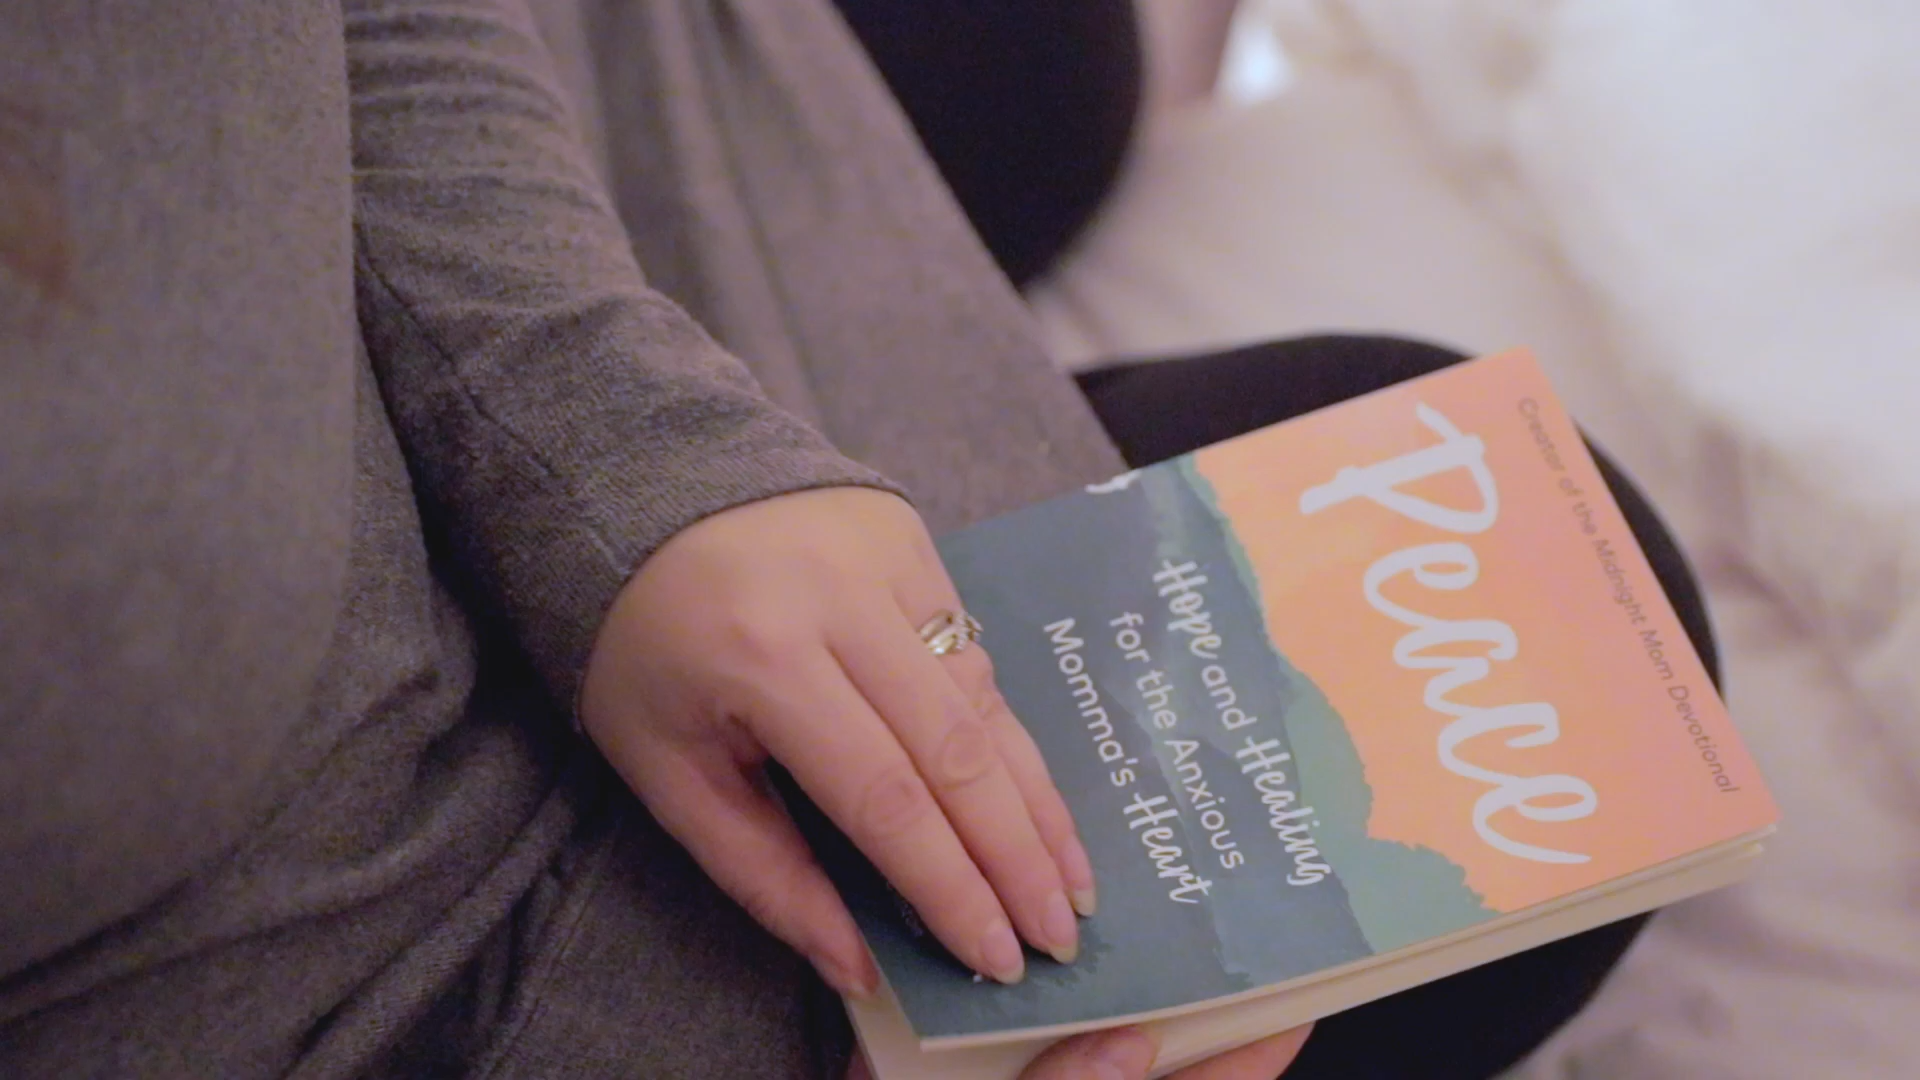 Creator of the Midnight Mom Devotional
Peace
Hope and Healing
for the Anxious
Momma's Heart